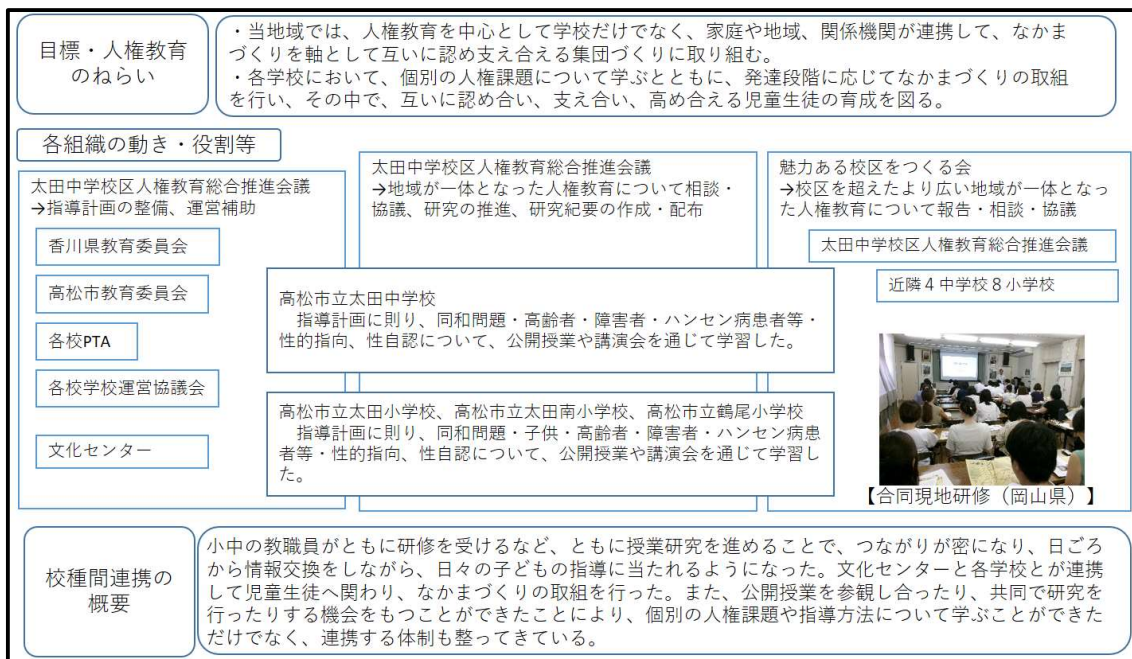 目標・人権教育
のねらい
・当地域では、人権教育を中心として学校だけでなく、家庭や地域、関係機関が連携して、なかま
づくりを軸として互いに認め支え合える集団づくりに取り組む。
・各学校において、個別の人権課題について学ぶとともに、発達段階に応じてなかまづくりの取組
を行い、その中で、互いに認め合い、支え合い、高め合える児童生徒の育成を図る。
各組織の動き・役割等
太田中学校区人権教育総合推進会議
→指導計画の整備、運営補助
香川県教育委員会
高松市教育委員会
各校PTA
各校学校運営協議会
文化センター
太田中学校区人権教育総合推進会議
→地域が一体となった人権教育について相談・
協議、研究の推進、研究紀要の作成・配布
高松市立太田中学校
指導計画に則り、同和問題・高齢者・障害者・ハンセン病患者等・
性的指向、性自認について、公開授業や講演会を通じて学習した。
高松市立太田小学校、高松市立太田南小学校、高松市立鶴尾小学校
指導計画に則り、同和問題・子供・高齢者・障害者・ハンセン病患
者等・性的指向、性自認について、公開授業や講演会を通じて学習し
た。
魅力ある校区をつくる会
→校区を超えたより広い地域が一体となっ
た人権教育について報告・相談・協議
太田中学校区人権教育総合推進会議
近隣４中学校８小学校
【合同現地研修（岡山県）】
校種間連携の
概要
小中の教職員がともに研修を受けるなど、ともに授業研究を進めることで、つながりが密になり、日ごろ
から情報交換をしながら、日々の子どもの指導に当たれるようになった。文化センターと各学校とが連携
して児童生徒へ関わり、なかまづくりの取組を行った。また、公開授業を参観し合ったり、共同で研究を
行ったりする機会をもつことができたことにより、個別の人権課題や指導方法について学ぶことができた
だけでなく、連携する体制も整ってきている。